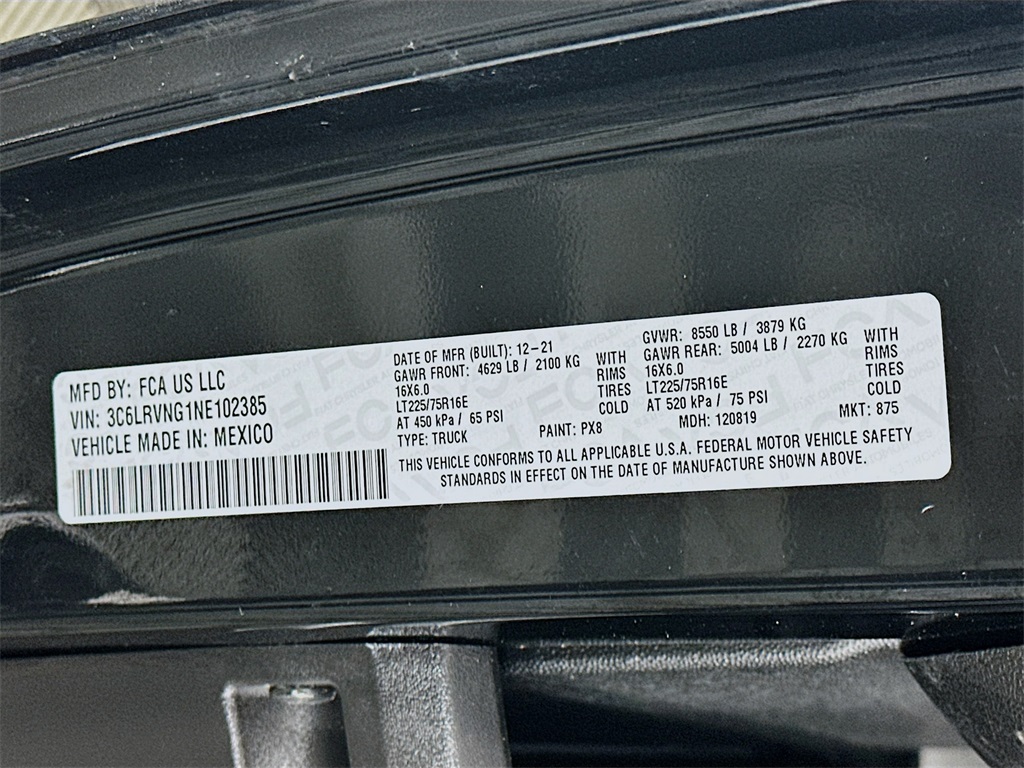 MFD BY: FCA US LLC
VIN: 3C6LRVNG1NE102385
VEHICLE MADE IN: MEXICO
DATE OF MFR (BUILT): 12-21
GAWR FRONT: 4629 LB / 2100 KG WITH
16X6.0 RIMS
LT225/75R16E TIRES
AT 450 kPa / 65 PSI COLD
TYPE: TRUCK PAINT: PX8
GVWR: 8550 LB / 3879 KG
GAWR REAR: 5004 LB / 2270 KG WITH
16X6.0 RIMS
LT225/75R16E TIRES
AT 520 kPa / 75 PSI COLD
MDH: 120819 MKT: 875
THIS VEHICLE CONFORMS TO ALL APPLICABLE U.S.A. FEDERAL MOTOR VEHICLE SAFETY
STANDARDS IN EFFECT ON THE DATE OF MANUFACTURE SHOWN ABOVE.